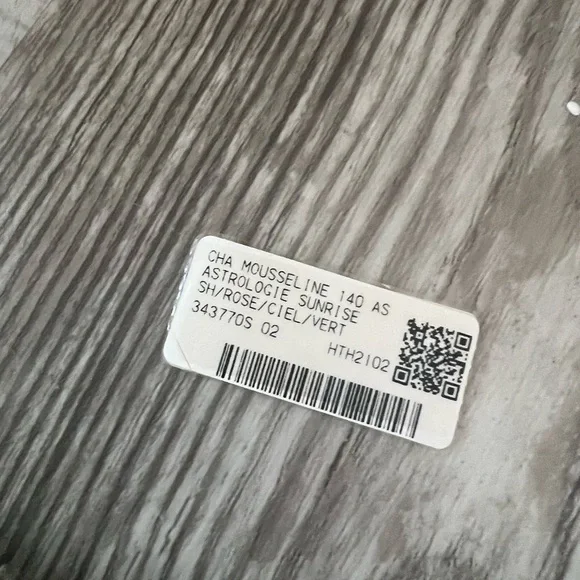 CHA MOUSSELINE 140 AS
ASTROLOGIE SUNRISE
SH/ROSE/CIEL/VERT
343770S 02
HTH2102